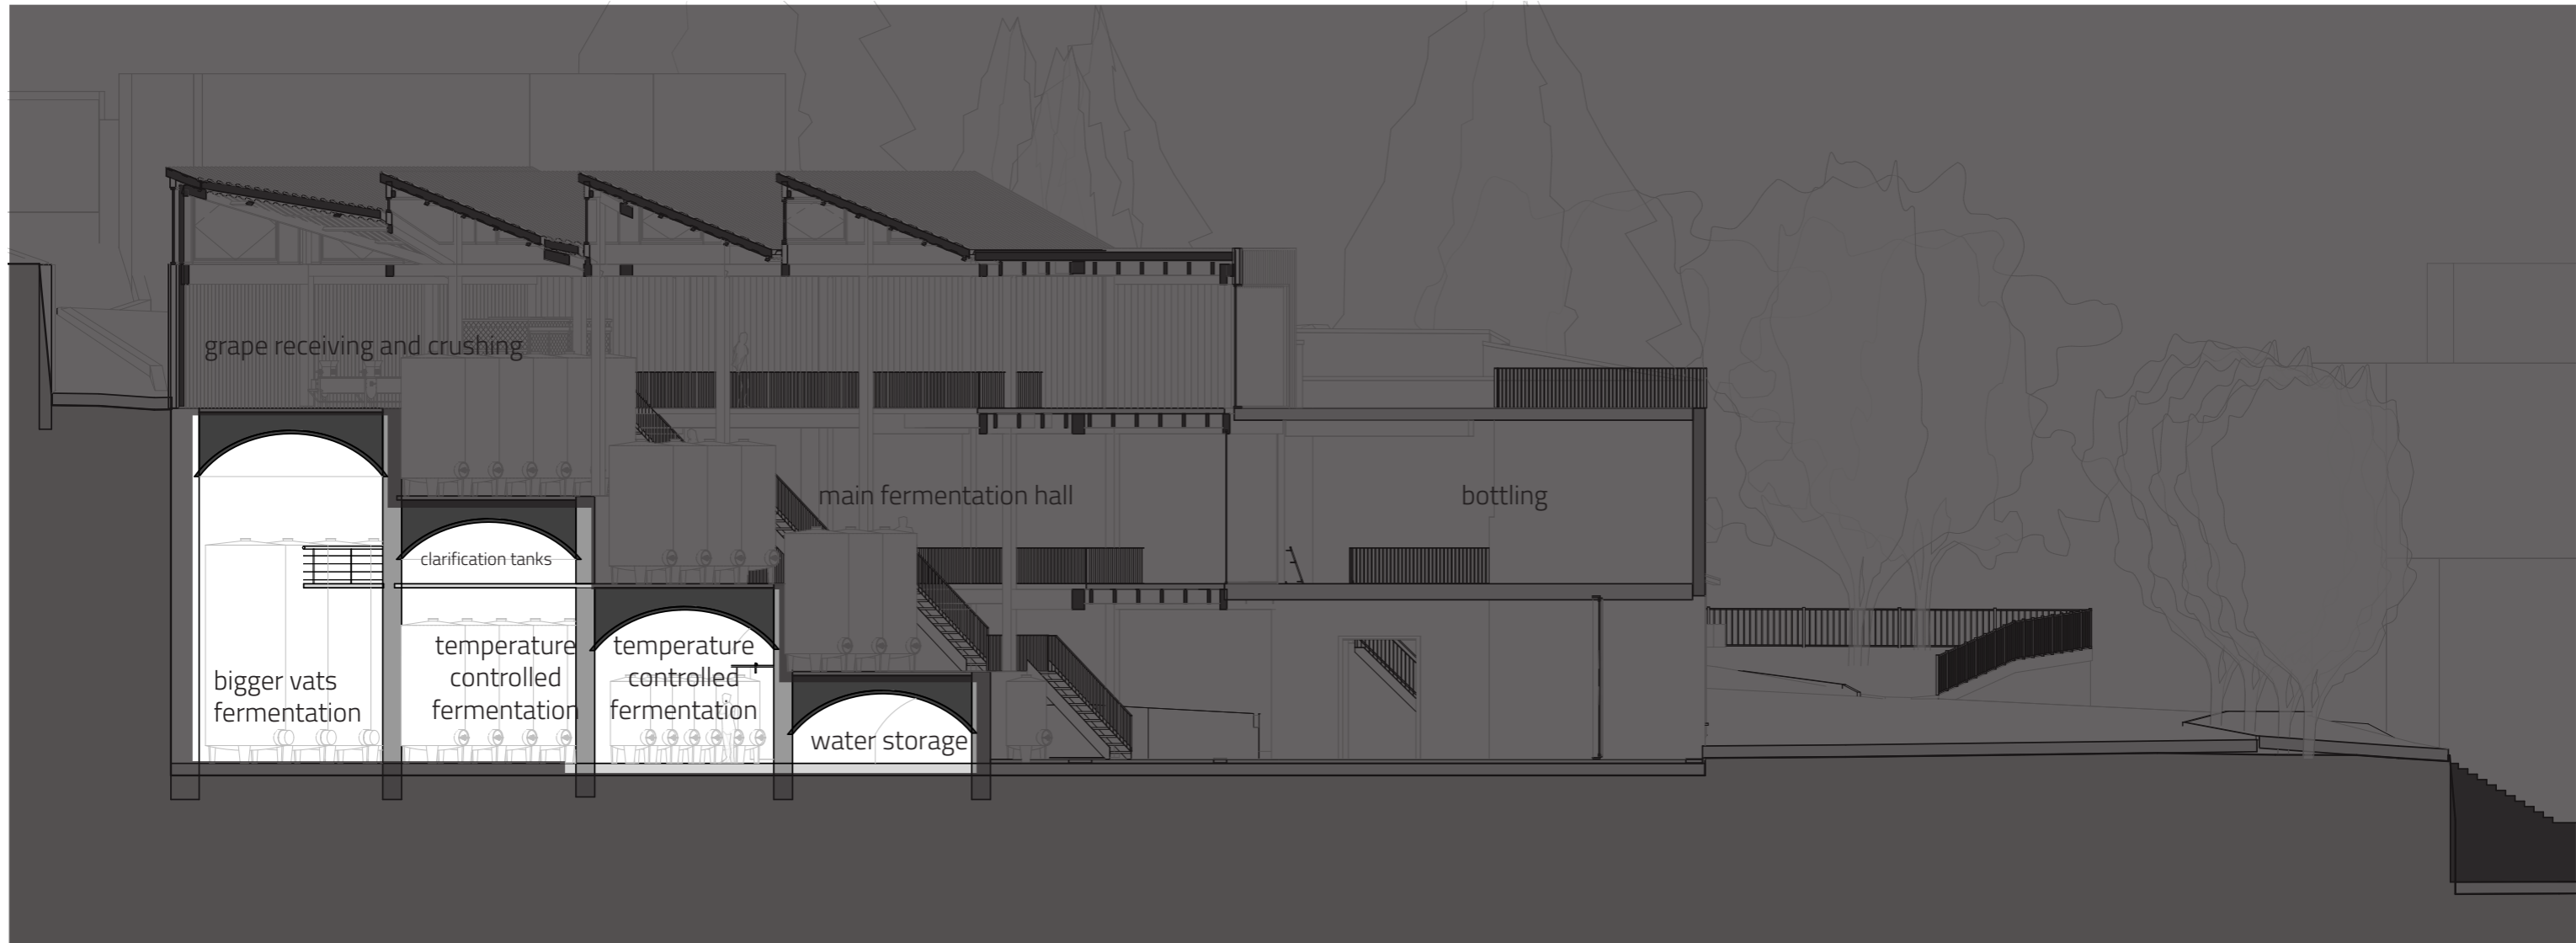 grape receiving and crushing
main fermentation hall
bottling
clarification tanks
bigger vats
fermentation
temperature
controlled
fermentation
temperature
controlled
fermentation
water storage